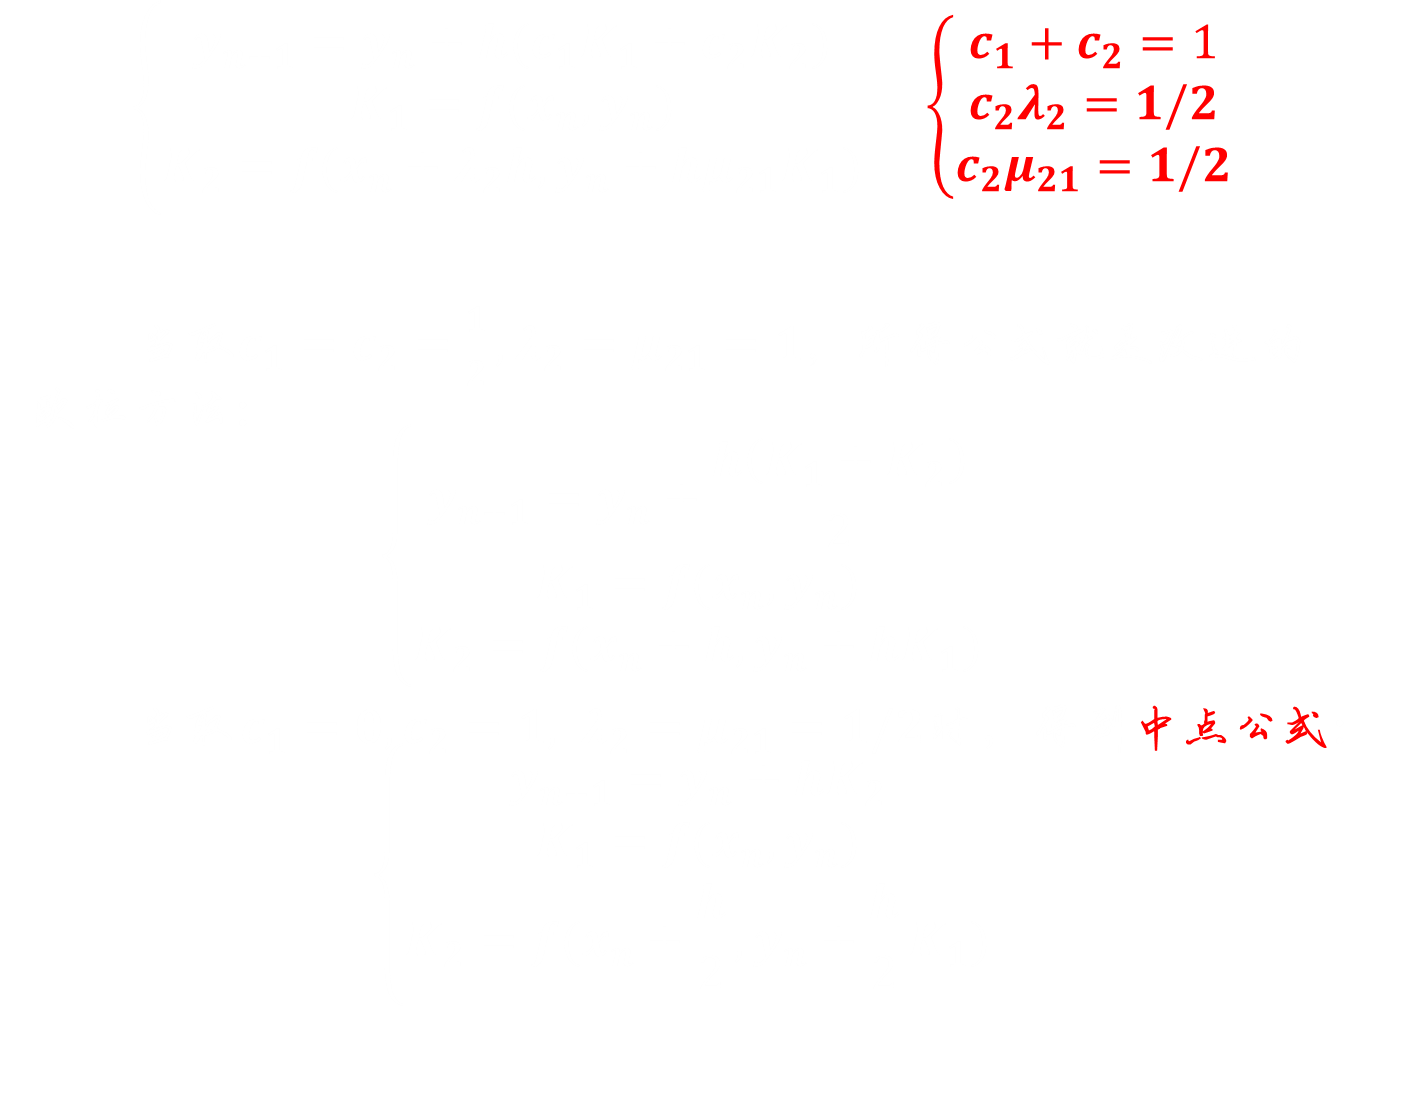 c₁ + c₂ = 1
c₂λ₂ = 1/2
c₂μ₂₁ = 1/2
中点公式